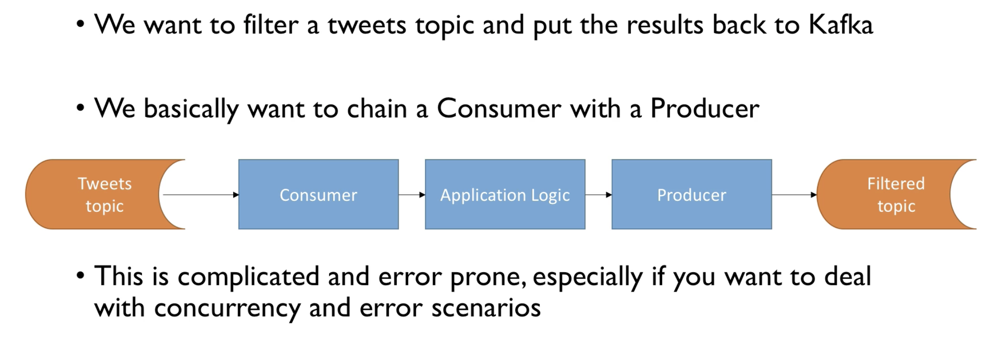 • We want to filter a tweets topic and put the results back to Kafka
• We basically want to chain a Consumer with a Producer
Tweets
topic
Consumer
Application Logic
Producer
Filtered
topic
• This is complicated and error prone, especially if you want to deal
with concurrency and error scenarios